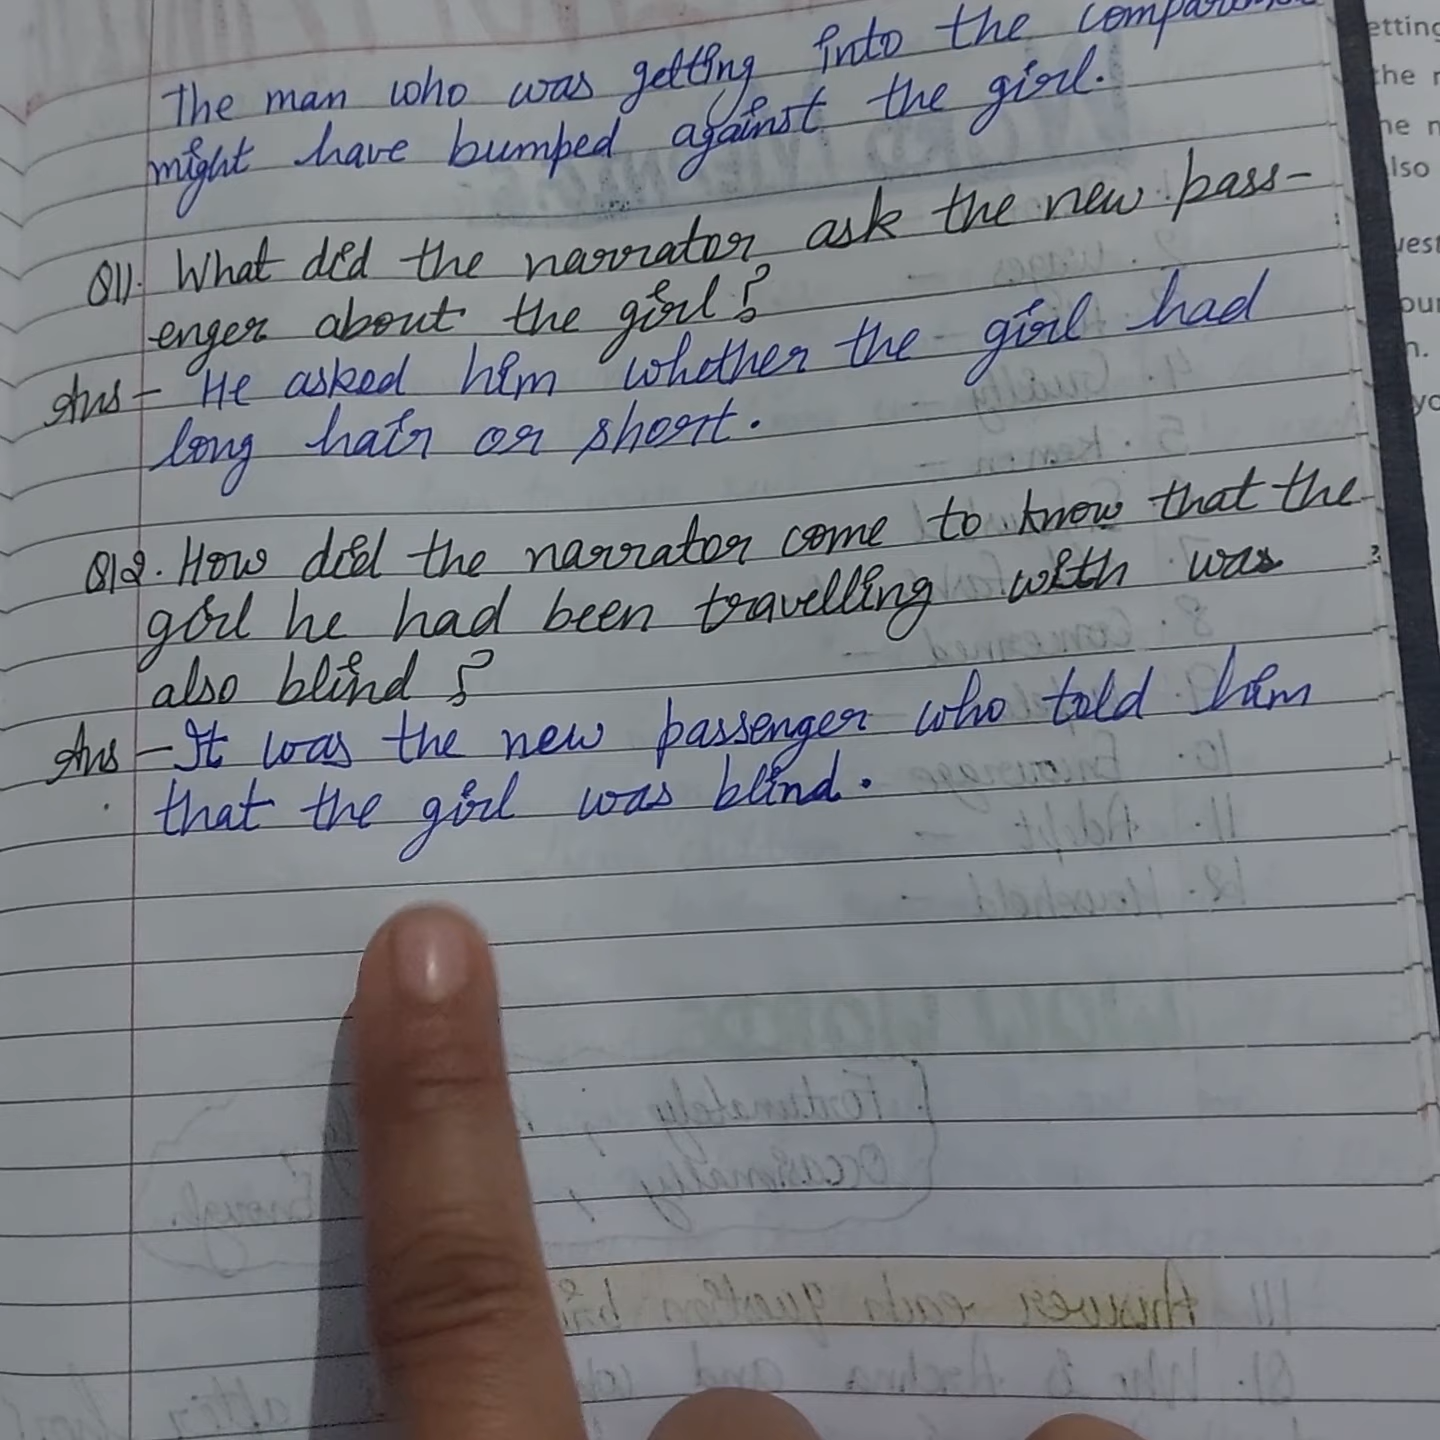 The man who was getting into the
might have bumped against the girl.
Q11. What did the narrator ask the new pass-
enger about the girl?
Ans - He asked him whether the girl had
long hair or short.
Q12. How did the narrator come to know that the
girl he had been travelling with was
also blind?
Ans - It was the new passenger who told him
that the girl was blind.